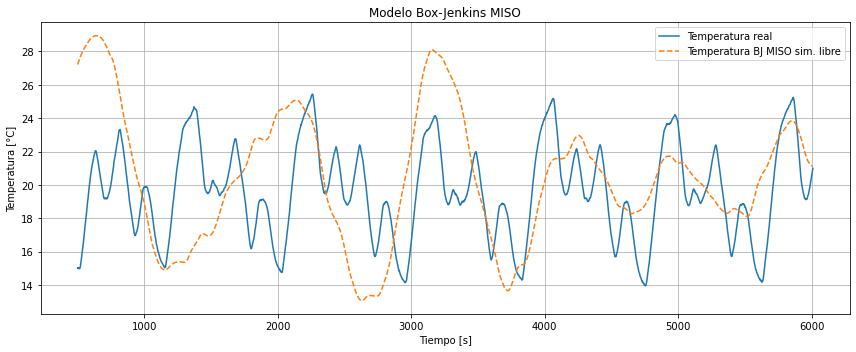 Modelo Box-Jenkins MISO
Temperatura real
Temperatura BJ MISO sim. libre
Temperatura [°C]
28
26
24
22
20
18
16
14
1000 2000 3000 4000 5000 6000
Tiempo [s]